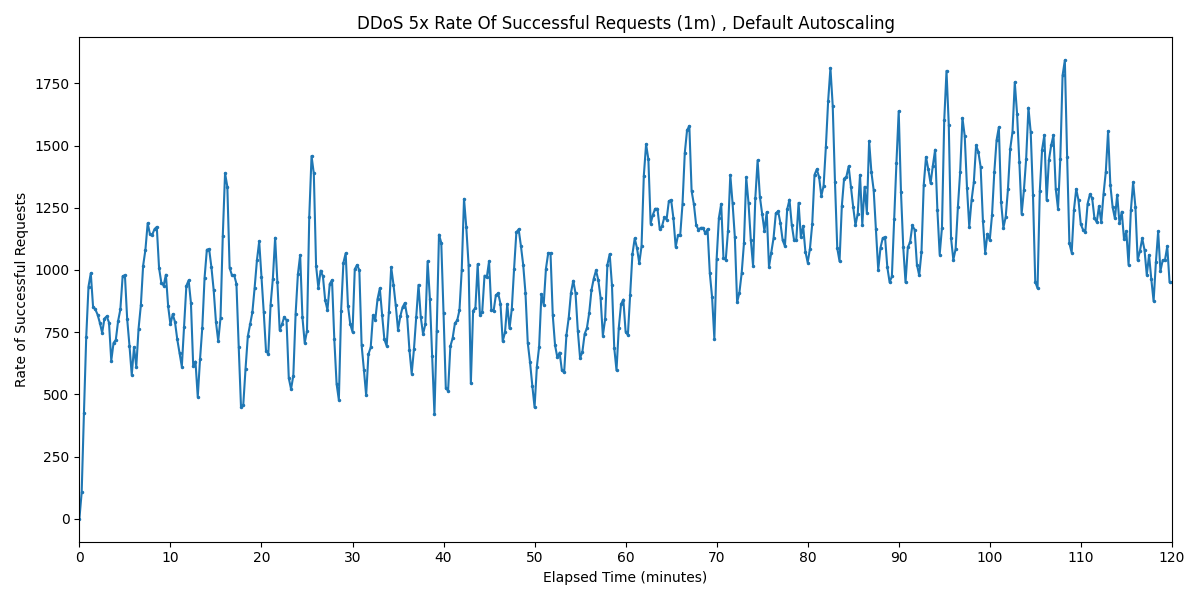 DDoS 5x Rate Of Successful Requests (1m) , Default Autoscaling
Rate of Successful Requests
1750
1500
1250
1000
750
500
250
0
0 10 20 30 40 50 60 70 80 90 100 110 120
Elapsed Time (minutes)